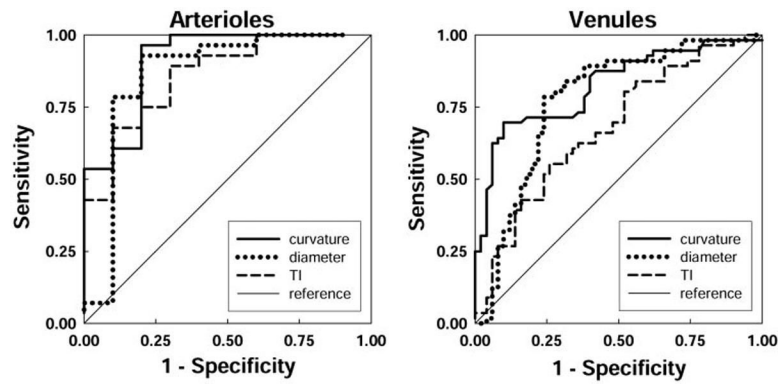 Arterioles
1.00
0.75
0.50
0.25
0.00
Sensitivity
curvature
diameter
TI
reference
0.00 0.25 0.50 0.75 1.00
1 - Specificity
Venules
1.00
0.75
0.50
0.25
0.00
Sensitivity
curvature
diameter
TI
reference
0.00 0.25 0.50 0.75 1.00
1 - Specificity